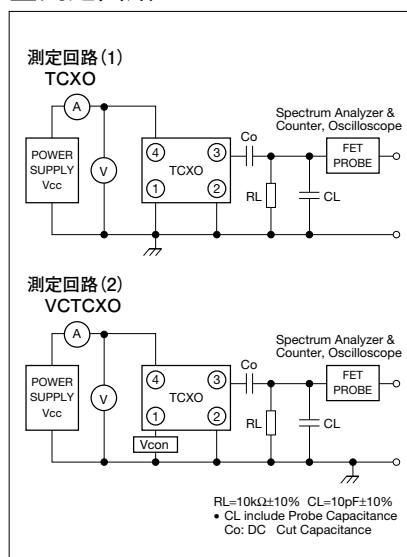 測定回路(1)
TCXO
A
Spectrum Analyzer &
Counter, Oscilloscope
POWER
SUPPLY
Vcc
V
4
3
TCXO
1
2
Co
RL
CL
FET
PROBE
測定回路(2)
VCTCXO
A
Spectrum Analyzer &
Counter, Oscilloscope
POWER
SUPPLY
Vcc
V
4
3
TCXO
1
2
Vcon
Co
RL
CL
FET
PROBE
RL=10kΩ±10% CL=10pF±10%
• CL include Probe Capacitance
Co: DC Cut Capacitance